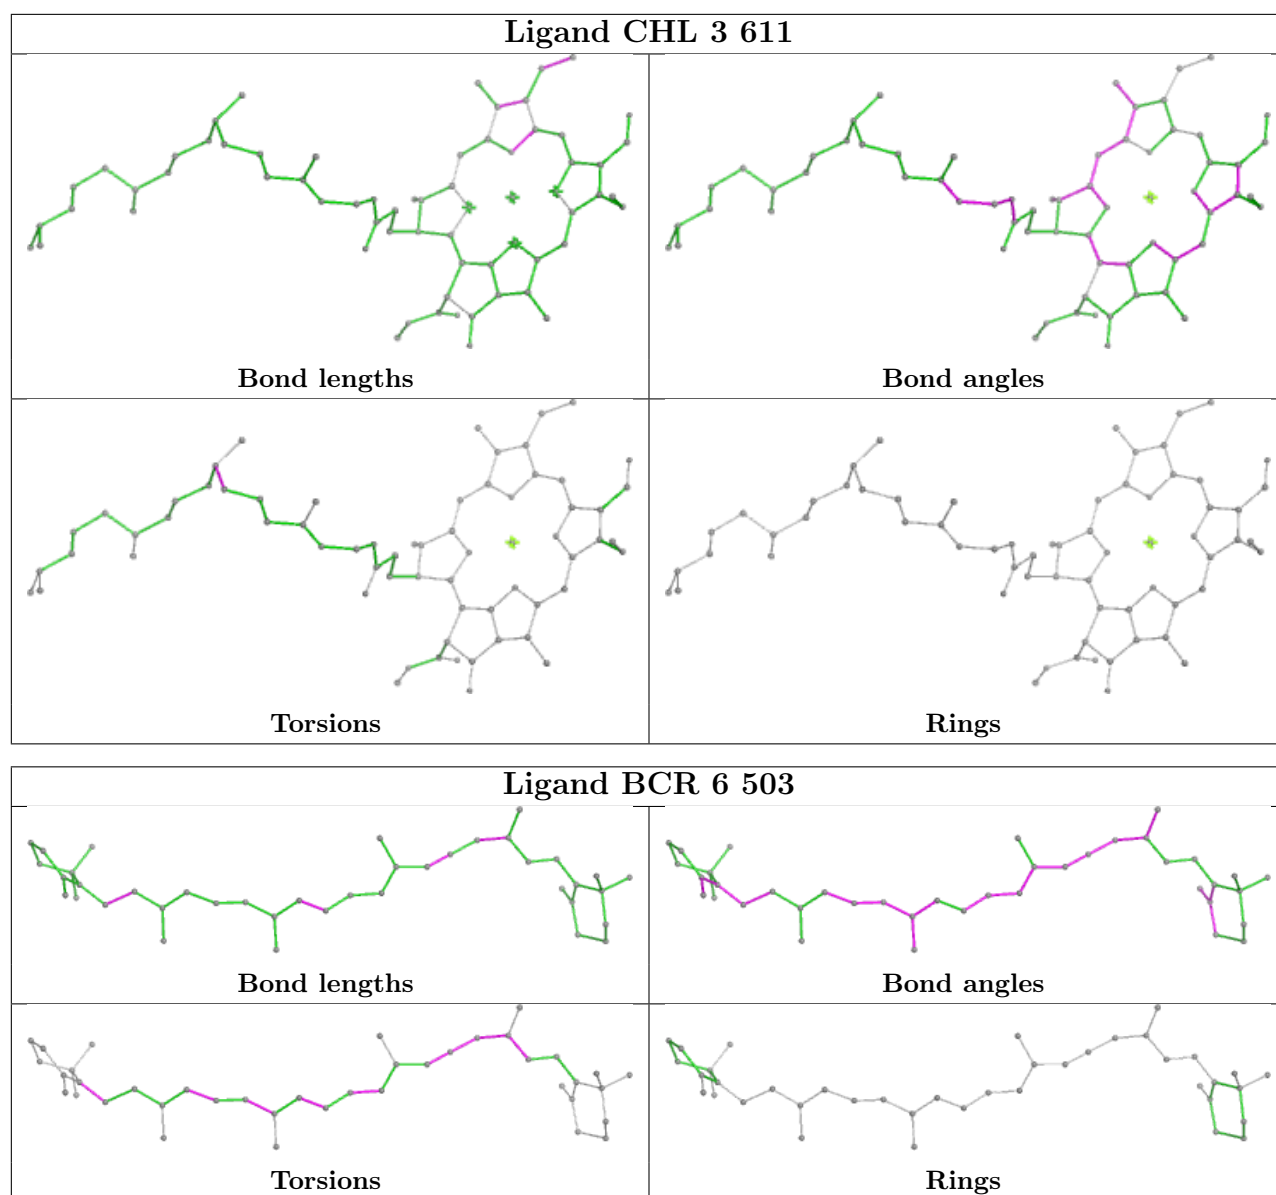 Ligand CHL 3 611
Bond lengths
Bond angles
Torsions
Rings
Ligand BCR 6 503
Bond lengths
Bond angles
Torsions
Rings